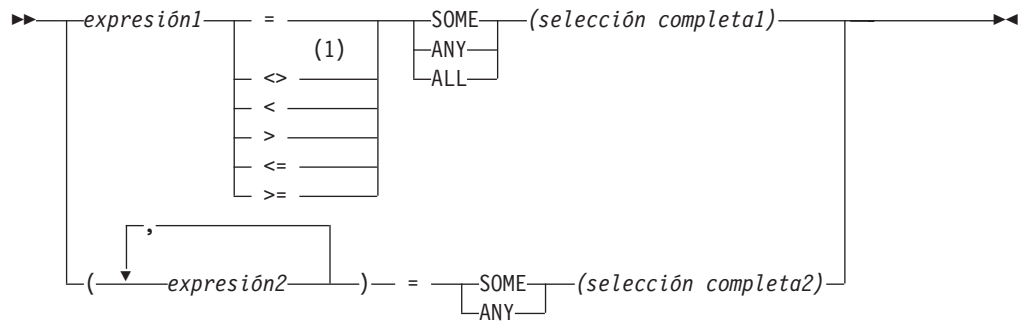 expresión1 = SOME (selección completa1)
(1) ANY
<> ALL
<
>
<=
>=
,
( expresión2 ) = SOME (selección completa2)
ANY